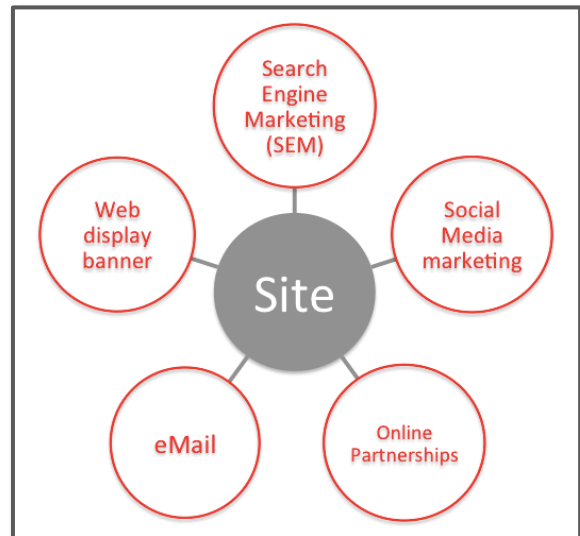 Search
Engine
Marketing
(SEM)
Web
display
banner
Social
Media
marketing
Site
eMail
Online
Partnerships